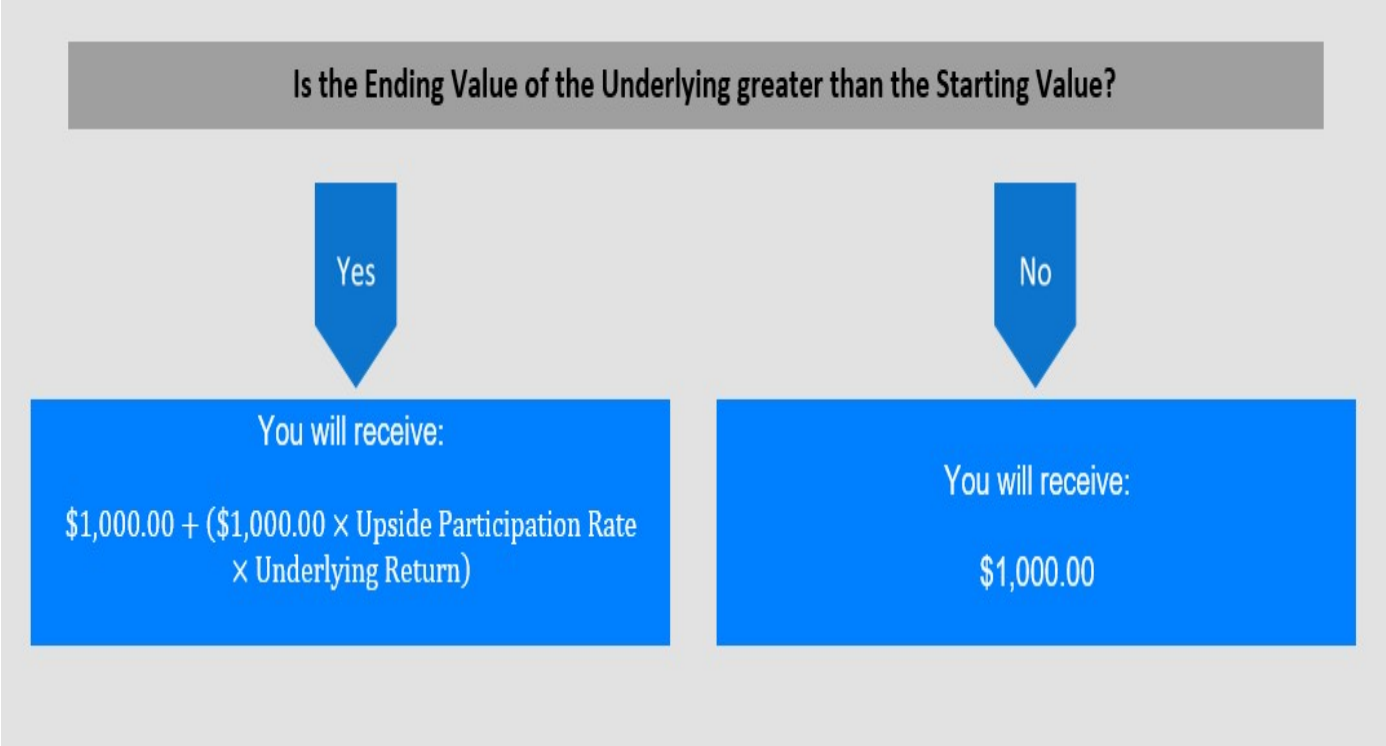 Is the Ending Value of the Underlying greater than the Starting Value?
Yes
No
You will receive:
$1,000.00 + ($1,000.00 × Upside Participation Rate
× Underlying Return)
You will receive:
$1,000.00